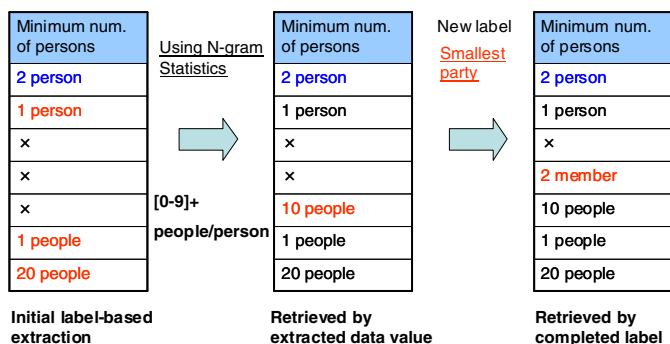 Minimum num.
of persons
2 person
1 person
×
×
×
1 people
20 people
Initial label-based
extraction
Using N-gram
Statistics
[0-9]+
people/person
Minimum num.
of persons
2 person
1 person
×
×
10 people
1 people
20 people
Retrieved by
extracted data value
New label
Smallest
party
Minimum num.
of persons
2 person
1 person
×
2 member
10 people
1 people
20 people
Retrieved by
completed label